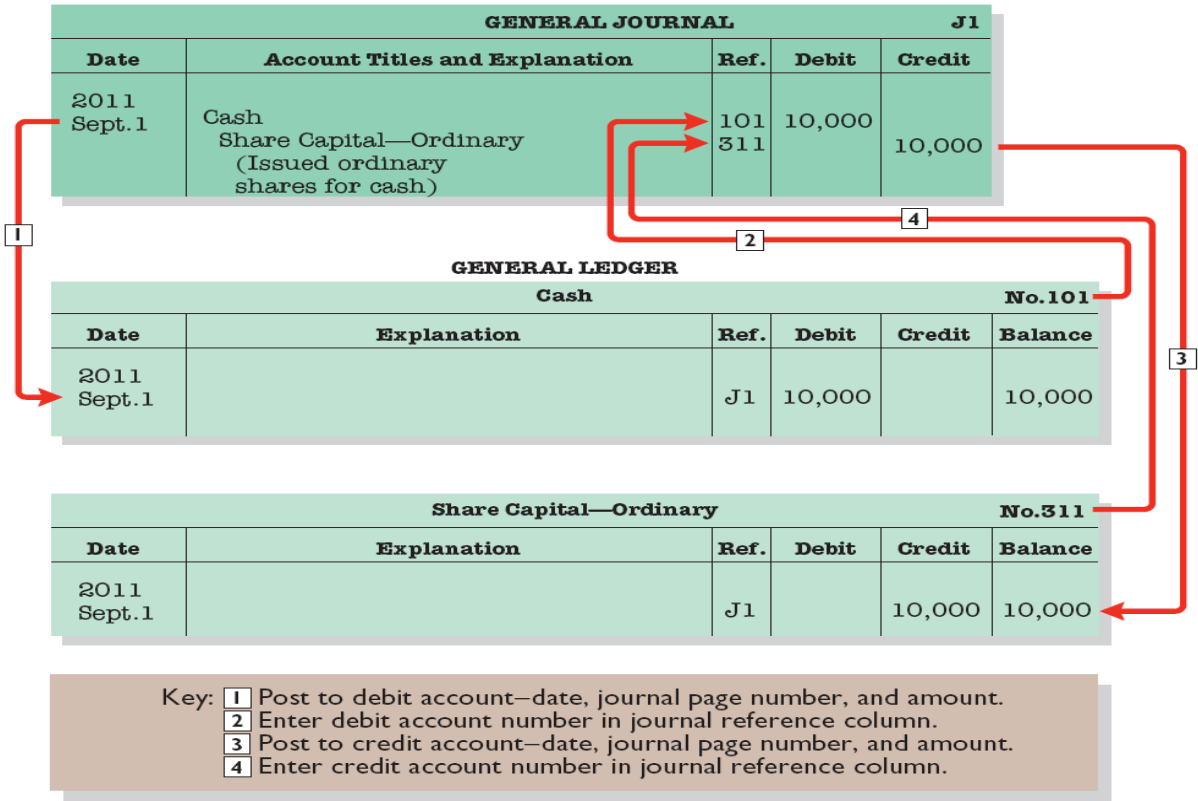 GENERAL JOURNAL J1
Date Account Titles and Explanation Ref. Debit Credit
2011
Sept.1 Cash 101 10,000
Share Capital—Ordinary 311 10,000
(Issued ordinary
shares for cash)
1
4
2
3
GENERAL LEDGER
Cash No.101
Date Explanation Ref. Debit Credit Balance
2011
Sept.1 J1 10,000 10,000
Share Capital—Ordinary No.311
Date Explanation Ref. Debit Credit Balance
2011
Sept.1 J1 10,000 10,000
Key: 1 Post to debit account–date, journal page number, and amount.
2 Enter debit account number in journal reference column.
3 Post to credit account–date, journal page number, and amount.
4 Enter credit account number in journal reference column.